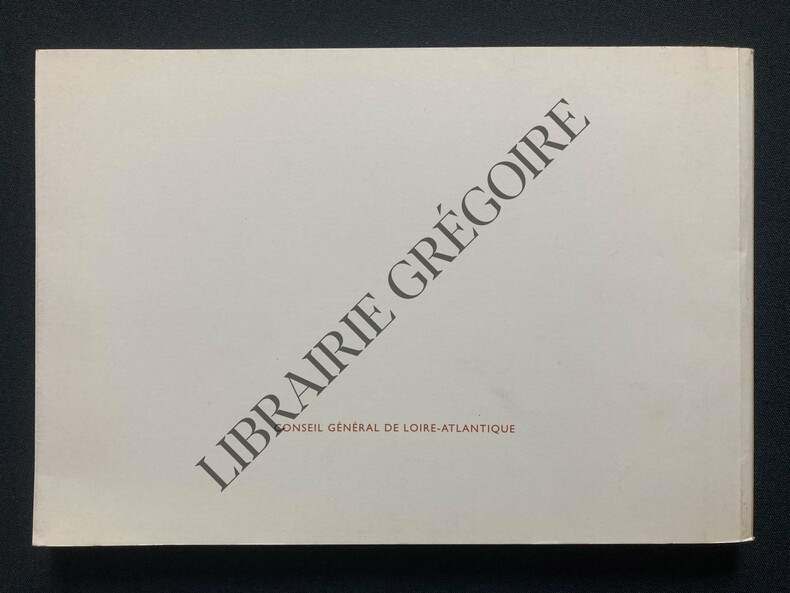 LIBRAIRIE GRÉGOIRE
CONSEIL GÉNÉRAL DE LOIRE-ATLANTIQUE